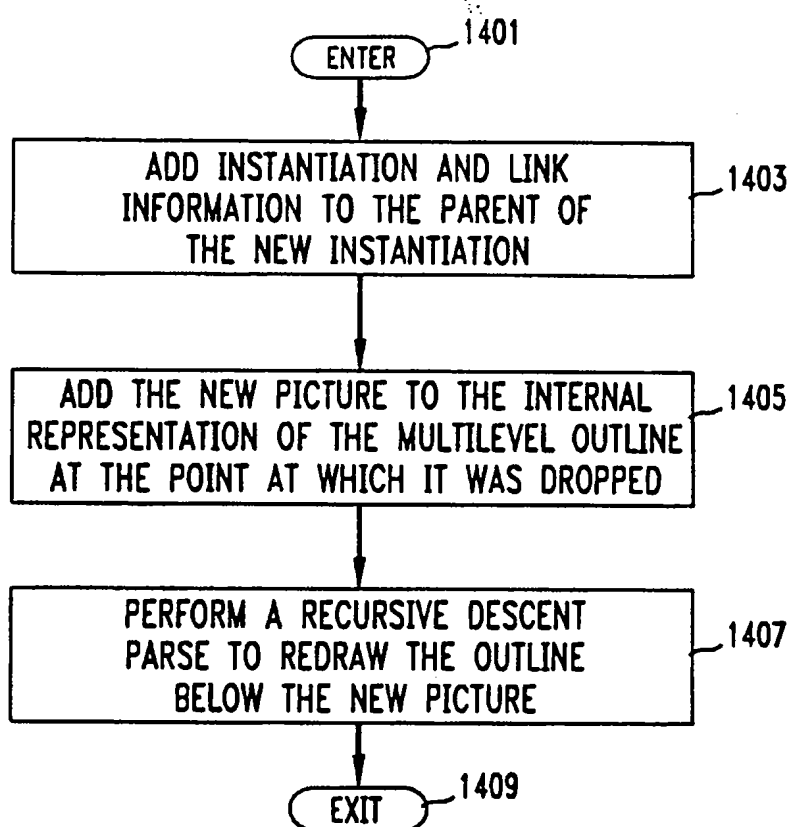 1401
ENTER
ADD INSTANTIATION AND LINK
INFORMATION TO THE PARENT OF
THE NEW INSTANTIATION
1403
ADD THE NEW PICTURE TO THE INTERNAL
REPRESENTATION OF THE MULTILEVEL OUTLINE
AT THE POINT AT WHICH IT WAS DROPPED
1405
PERFORM A RECURSIVE DESCENT
PARSE TO REDRAW THE OUTLINE
BELOW THE NEW PICTURE
1407
EXIT
1409